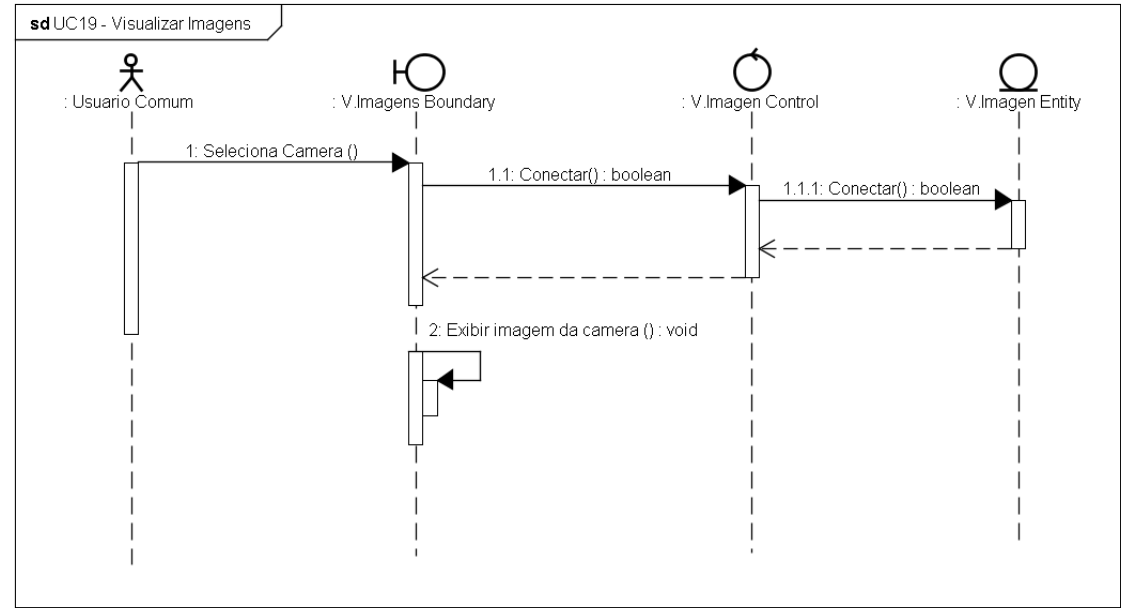 sd UC19 - Visualizar Imagens
: Usuario Comum
: V.Imagens Boundary
: V.Imagen Control
: V.Imagen Entity
1: Seleciona Camera ()
1.1: Conectar() : boolean
1.1.1: Conectar() : boolean
2: Exibir imagem da camera () : void